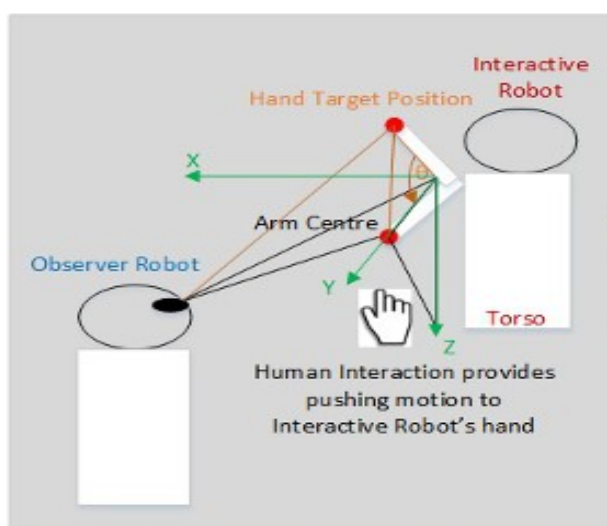 Interactive
Robot
Hand Target Position
X
θ
Arm Centre
Observer Robot
Y
Torso
Z
Human Interaction provides
pushing motion to
Interactive Robot's hand